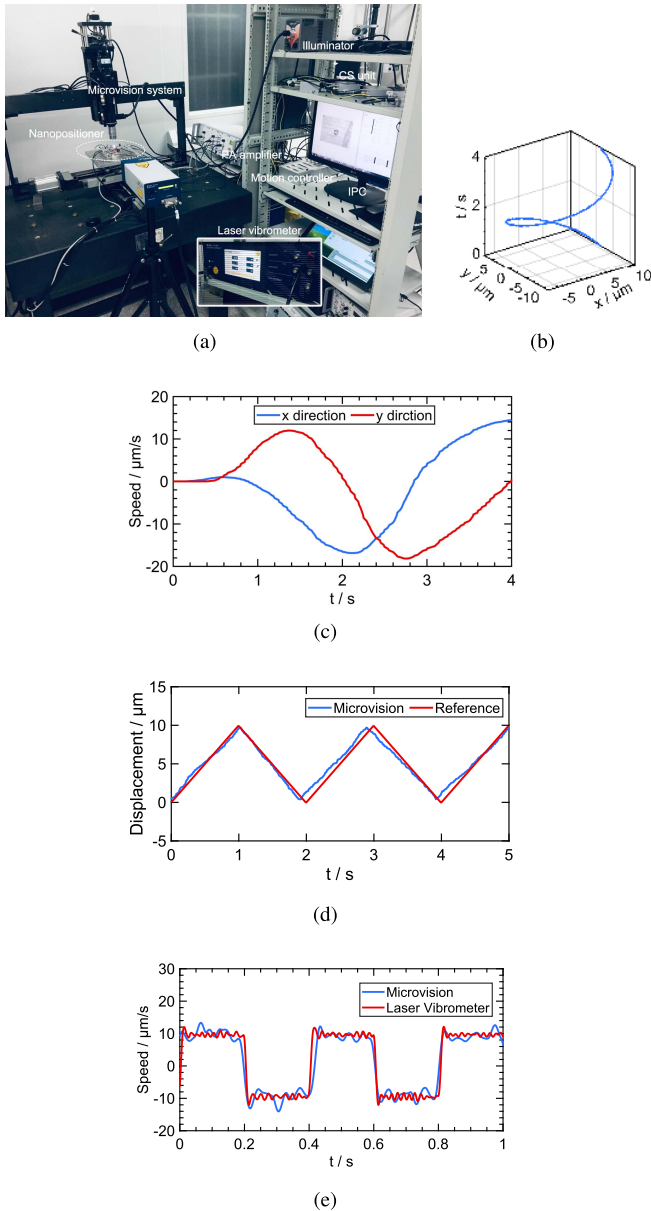 Illuminator
CS unit
Microvision system
Nanopositioner
PA amplifier
Motion controller
IPC
Laser vibrometer
(a)
4
2
0
t / s
5
0
-5
-10
y / μm
-5
0
5
10
x / μm
(b)
20
10
0
-10
-20
Speed / μm/s
x direction
y dirction
0 1 2 3 4
t / s
(c)
15
10
5
0
-5
Displacement / μm
Microvision
Reference
0 1 2 3 4 5
t / s
(d)
30
20
10
0
-10
-20
-30
Speed / μm/s
Microvision
Laser Vibrometer
0 0.2 0.4 0.6 0.8 1
t / s
(e)